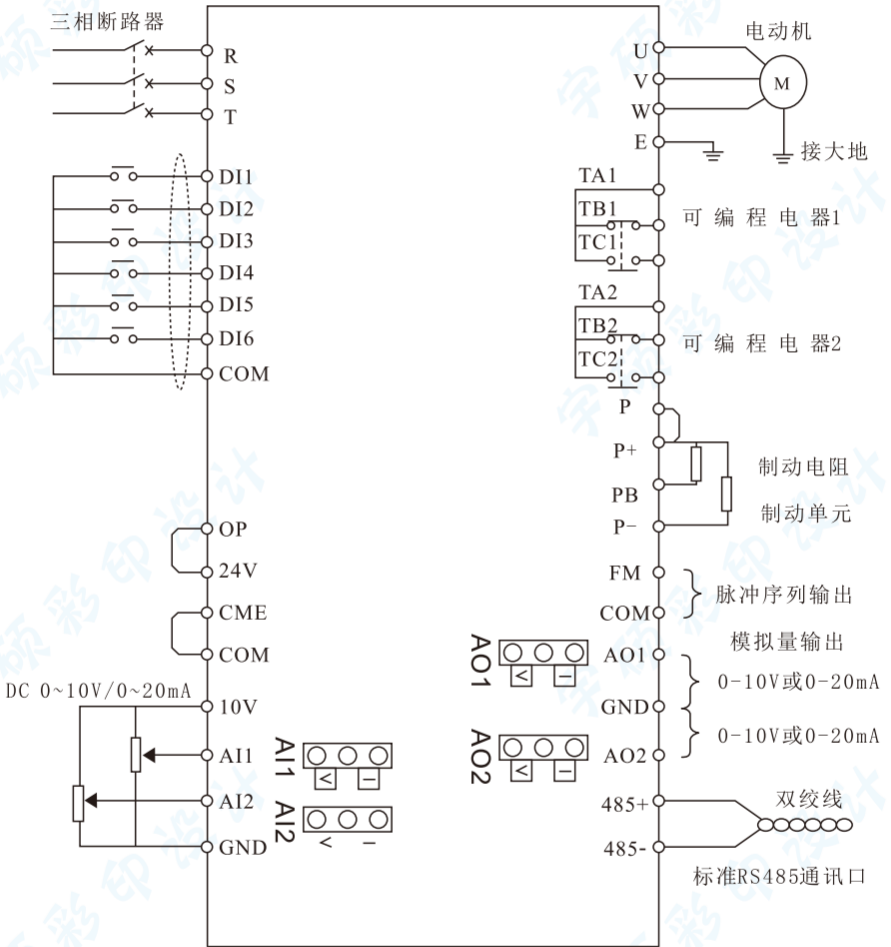 三相断路器
R
S
T
DI1
DI2
DI3
DI4
DI5
DI6
COM
OP
24V
CME
COM
DC 0~10V/0~20mA
10V
AI1
AI2
GND
AI1
V
I
AI2
V
I
AO1
V
I
AO2
V
I
电动机
U
V
W
M
E
接大地
TA1
TB1
TC1
可编程电器1
TA2
TB2
TC2
可编程电器2
P
P+
PB
P-
制动电阻
制动单元
FM
COM
脉冲序列输出
模拟量输出
AO1
0-10V或0-20mA
GND
0-10V或0-20mA
AO2
485+
485-
双绞线
标准RS485通讯口